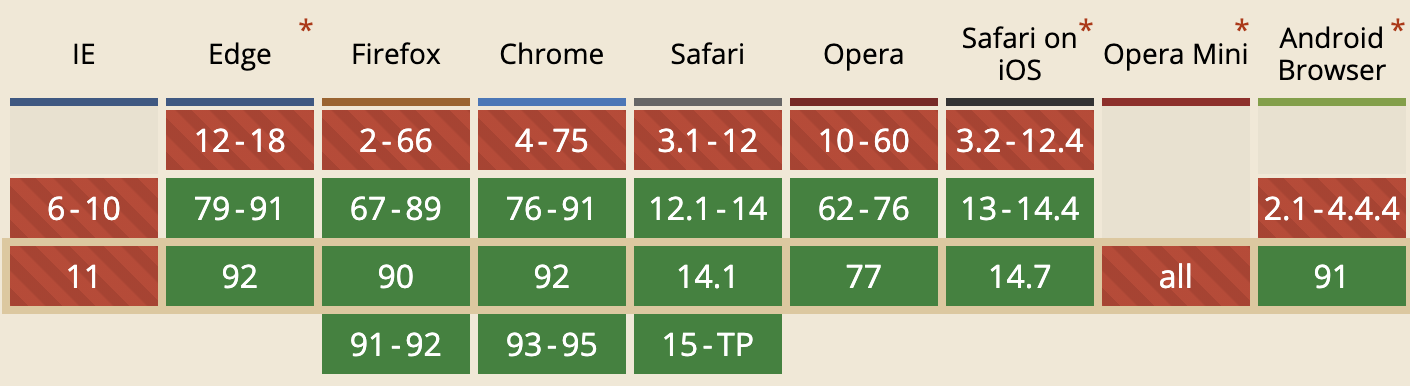 IE Edge * Firefox Chrome Safari Opera Safari on * Opera Mini * Android *
iOS Browser
12-18 2-66 4-75 3.1-12 10-60 3.2-12.4
6-10 79-91 67-89 76-91 12.1-14 62-76 13-14.4 2.1-4.4.4
11 92 90 92 14.1 77 14.7 all 91
91-92 93-95 15-TP